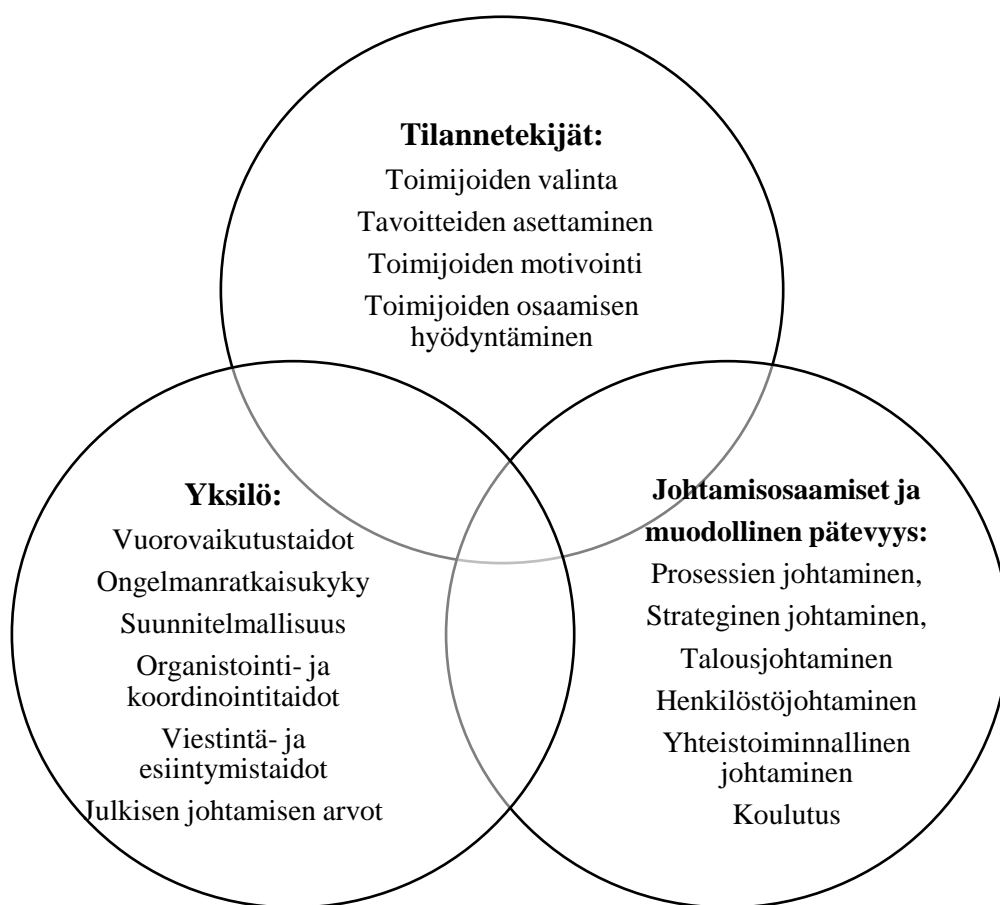 Tilannetekijät:
Toimijoiden valinta
Tavoitteiden asettaminen
Toimijoiden motivointi
Toimijoiden osaamisen
hyödyntäminen
Yksilö:
Vuorovaikutustaidot
Ongelmanratkaisukyky
Suunnitelmallisuus
Organistointi- ja
koordinointitaidot
Viestintä- ja
esiintymistaidot
Julkisen johtamisen arvot
Johtamisosaamiset ja
muodollinen pätevyys:
Prosessien johtaminen,
Strateginen johtaminen,
Talousjohtaminen
Henkilöstöjohtaminen
Yhteistoiminnallinen
johtaminen
Koulutus